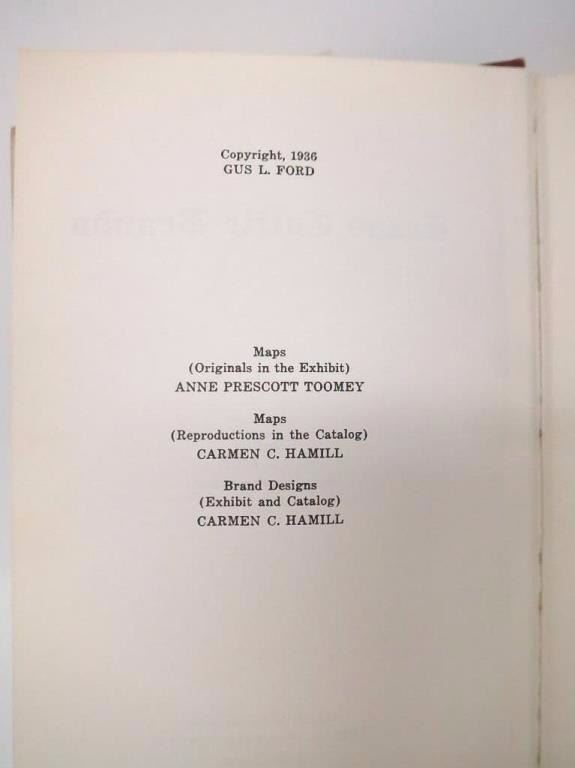 Copyright, 1936
GUS L. FORD
Maps
(Originals in the Exhibit)
ANNE PRESCOTT TOOMEY
Maps
(Reproductions in the Catalog)
CARMEN C. HAMILL
Brand Designs
(Exhibit and Catalog)
CARMEN C. HAMILL